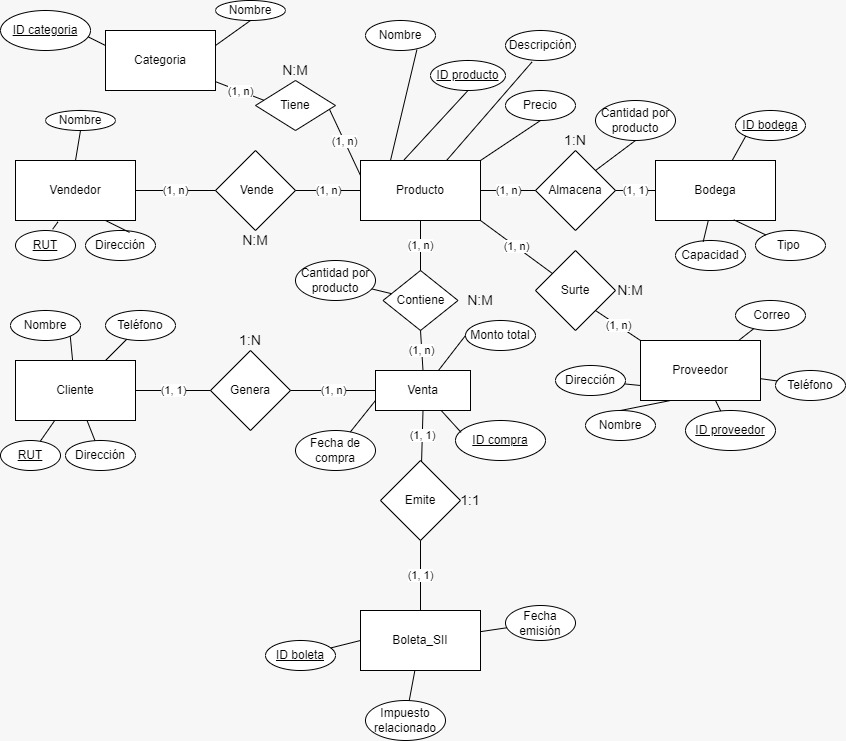 Nombre
ID categoria
Categoria
(1, n)
N:M
Tiene
(1, n)
Nombre
ID producto
Descripción
Precio
Cantidad por
producto
ID bodega
1:N
Nombre
Vendedor
(1, n)
Vende
(1, n)
Producto
(1, n)
Almacena
(1, 1)
Bodega
N:M
RUT
Dirección
Capacidad
Tipo
(1, n)
(1, n)
Cantidad por
producto
Contiene
N:M
Surte
N:M
(1, n)
(1, n)
Correo
Nombre
Teléfono
1:N
Monto total
Proveedor
Dirección
Teléfono
Nombre
ID proveedor
Cliente
(1, 1)
Genera
(1, n)
Venta
RUT
Dirección
Fecha de
compra
(1, 1)
ID compra
Emite
1:1
(1, 1)
Boleta_SII
Fecha
emisión
ID boleta
Impuesto
relacionado